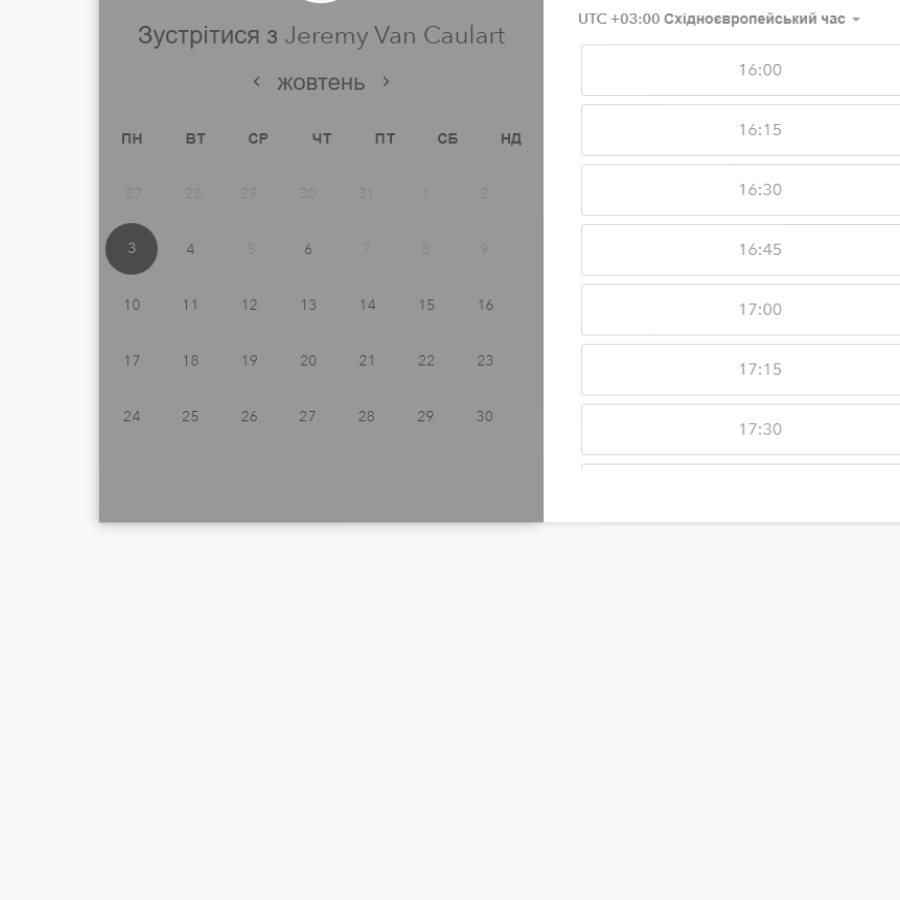 Зустрітися з Jeremy Van Caulart
жовтень
ПН ВТ СР ЧТ ПТ СБ НД
27 28 29 30 31 1 2
3 4 5 6 7 8 9
10 11 12 13 14 15 16
17 18 19 20 21 22 23
24 25 26 27 28 29 30
UTC +03:00 Східноєвропейський час
16:00
16:15
16:30
16:45
17:00
17:15
17:30